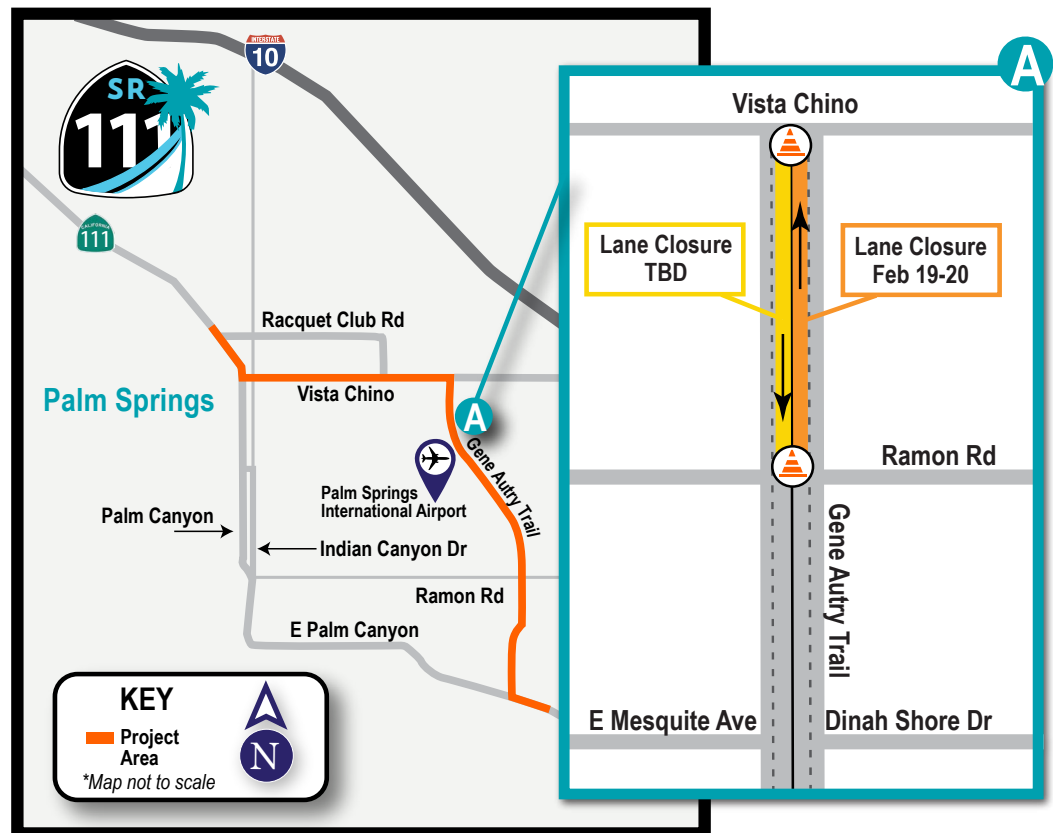 INTERSTATE
10
SR
111
CALIFORNIA
111
Racquet Club Rd
Vista Chino
Palm Springs
A
Gene Autry Trail
Palm Springs
International Airport
Palm Canyon
Indian Canyon Dr
Ramon Rd
E Palm Canyon
KEY
Project
Area
*Map not to scale
N
A
Vista Chino
Lane Closure
TBD
Lane Closure
Feb 19-20
Ramon Rd
Gene Autry Trail
E Mesquite Ave
Dinah Shore Dr